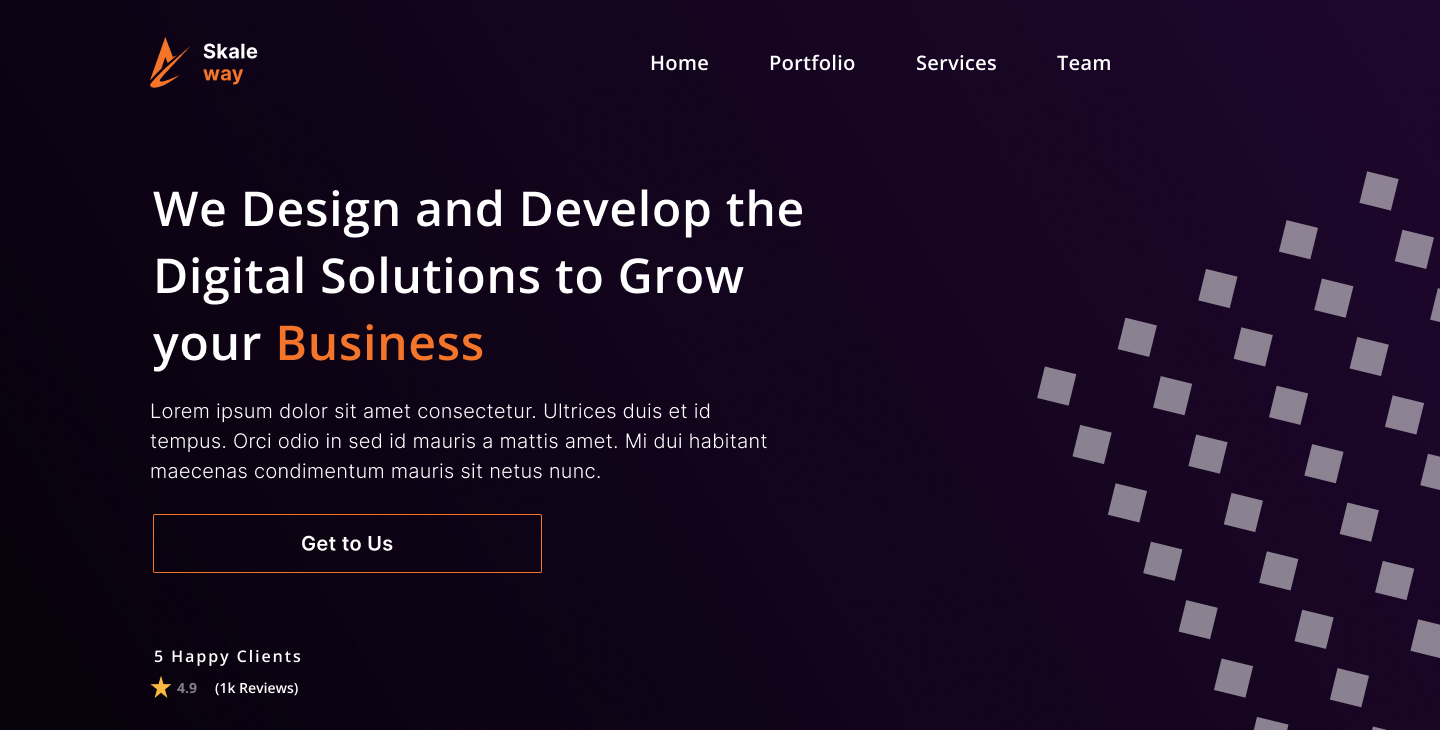 Skale
way
Home Portfolio Services Team
We Design and Develop the
Digital Solutions to Grow
your Business
Lorem ipsum dolor sit amet consectetur. Ultrices duis et id
tempus. Orci odio in sed id mauris a mattis amet. Mi dui habitant
maecenas condimentum mauris sit netus nunc.
Get to Us
5 Happy Clients
4.9 (1k Reviews)